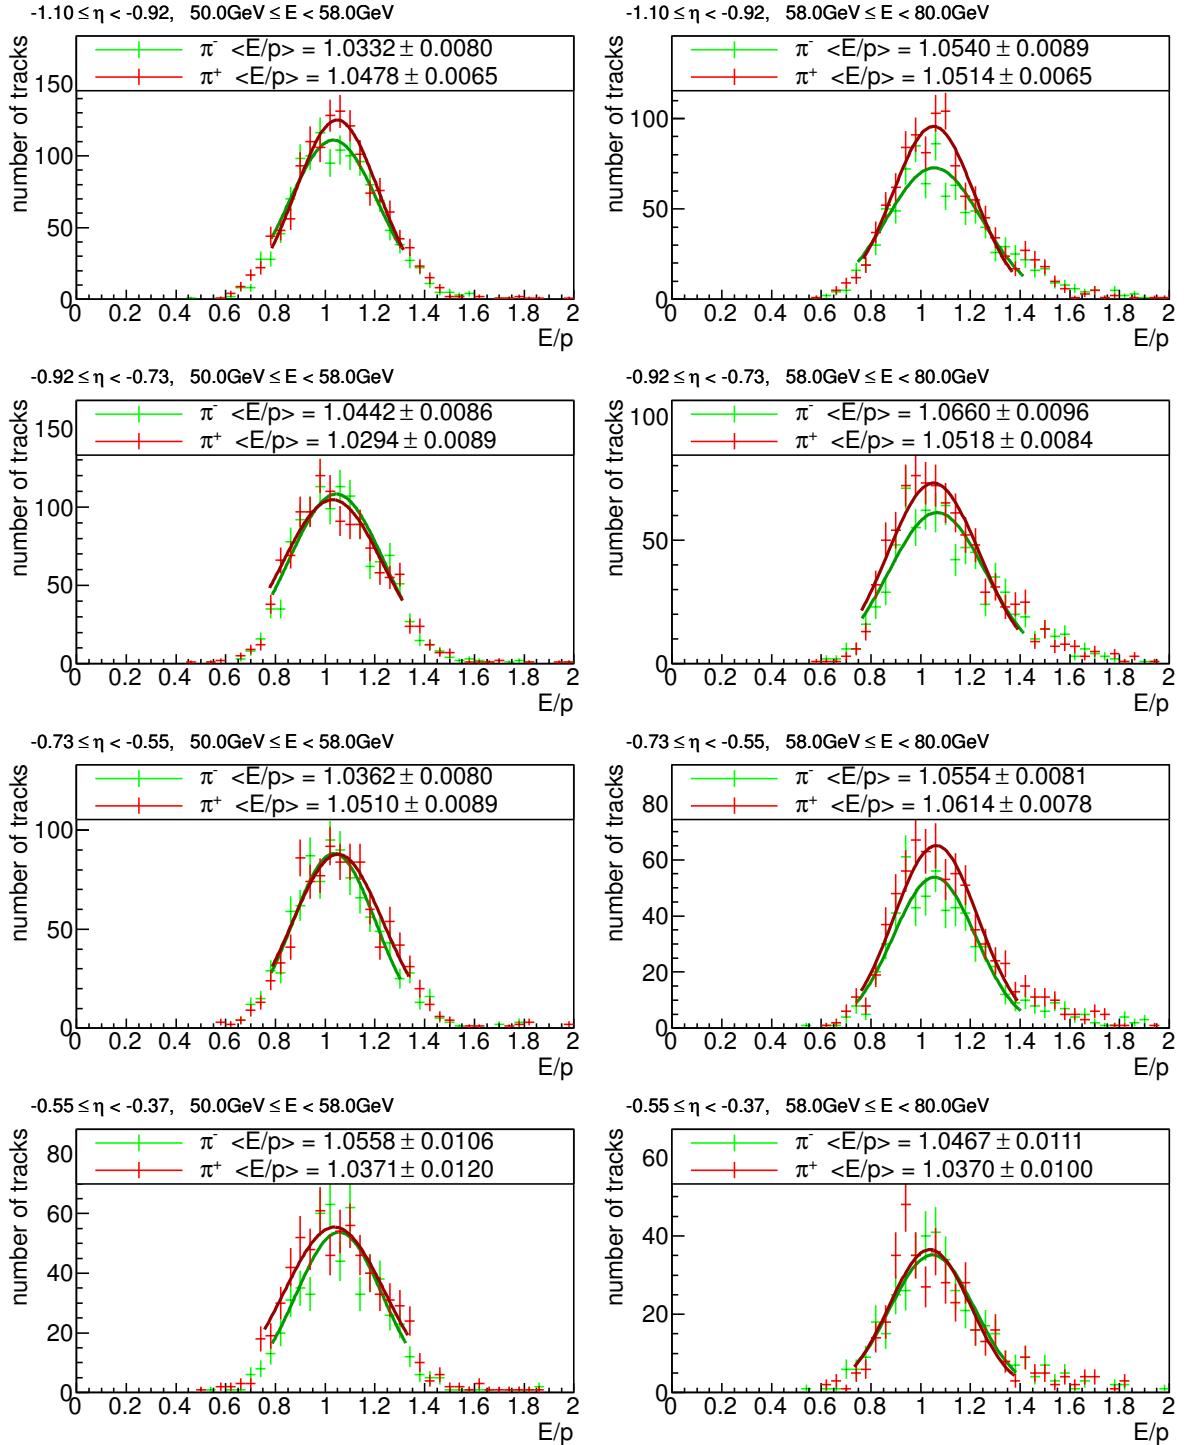 -1.10 ≤ η < -0.92, 50.0GeV ≤ E < 58.0GeV
number of tracks
π⁻ <E/p> = 1.0332 ± 0.0080
π⁺ <E/p> = 1.0478 ± 0.0065
150
100
50
0
0 0.2 0.4 0.6 0.8 1 1.2 1.4 1.6 1.8 2
E/p
-1.10 ≤ η < -0.92, 58.0GeV ≤ E < 80.0GeV
number of tracks
π⁻ <E/p> = 1.0540 ± 0.0089
π⁺ <E/p> = 1.0514 ± 0.0065
100
50
0
0 0.2 0.4 0.6 0.8 1 1.2 1.4 1.6 1.8 2
E/p
-0.92 ≤ η < -0.73, 50.0GeV ≤ E < 58.0GeV
number of tracks
π⁻ <E/p> = 1.0442 ± 0.0086
π⁺ <E/p> = 1.0294 ± 0.0089
150
100
50
0
0 0.2 0.4 0.6 0.8 1 1.2 1.4 1.6 1.8 2
E/p
-0.92 ≤ η < -0.73, 58.0GeV ≤ E < 80.0GeV
number of tracks
π⁻ <E/p> = 1.0660 ± 0.0096
π⁺ <E/p> = 1.0518 ± 0.0084
100
50
0
0 0.2 0.4 0.6 0.8 1 1.2 1.4 1.6 1.8 2
E/p
-0.73 ≤ η < -0.55, 50.0GeV ≤ E < 58.0GeV
number of tracks
π⁻ <E/p> = 1.0362 ± 0.0080
π⁺ <E/p> = 1.0510 ± 0.0089
100
50
0
0 0.2 0.4 0.6 0.8 1 1.2 1.4 1.6 1.8 2
E/p
-0.73 ≤ η < -0.55, 58.0GeV ≤ E < 80.0GeV
number of tracks
π⁻ <E/p> = 1.0554 ± 0.0081
π⁺ <E/p> = 1.0614 ± 0.0078
80
60
40
20
0
0 0.2 0.4 0.6 0.8 1 1.2 1.4 1.6 1.8 2
E/p
-0.55 ≤ η < -0.37, 50.0GeV ≤ E < 58.0GeV
number of tracks
π⁻ <E/p> = 1.0558 ± 0.0106
π⁺ <E/p> = 1.0371 ± 0.0120
80
60
40
20
0
0 0.2 0.4 0.6 0.8 1 1.2 1.4 1.6 1.8 2
E/p
-0.55 ≤ η < -0.37, 58.0GeV ≤ E < 80.0GeV
number of tracks
π⁻ <E/p> = 1.0467 ± 0.0111
π⁺ <E/p> = 1.0370 ± 0.0100
60
40
20
0
0 0.2 0.4 0.6 0.8 1 1.2 1.4 1.6 1.8 2
E/p